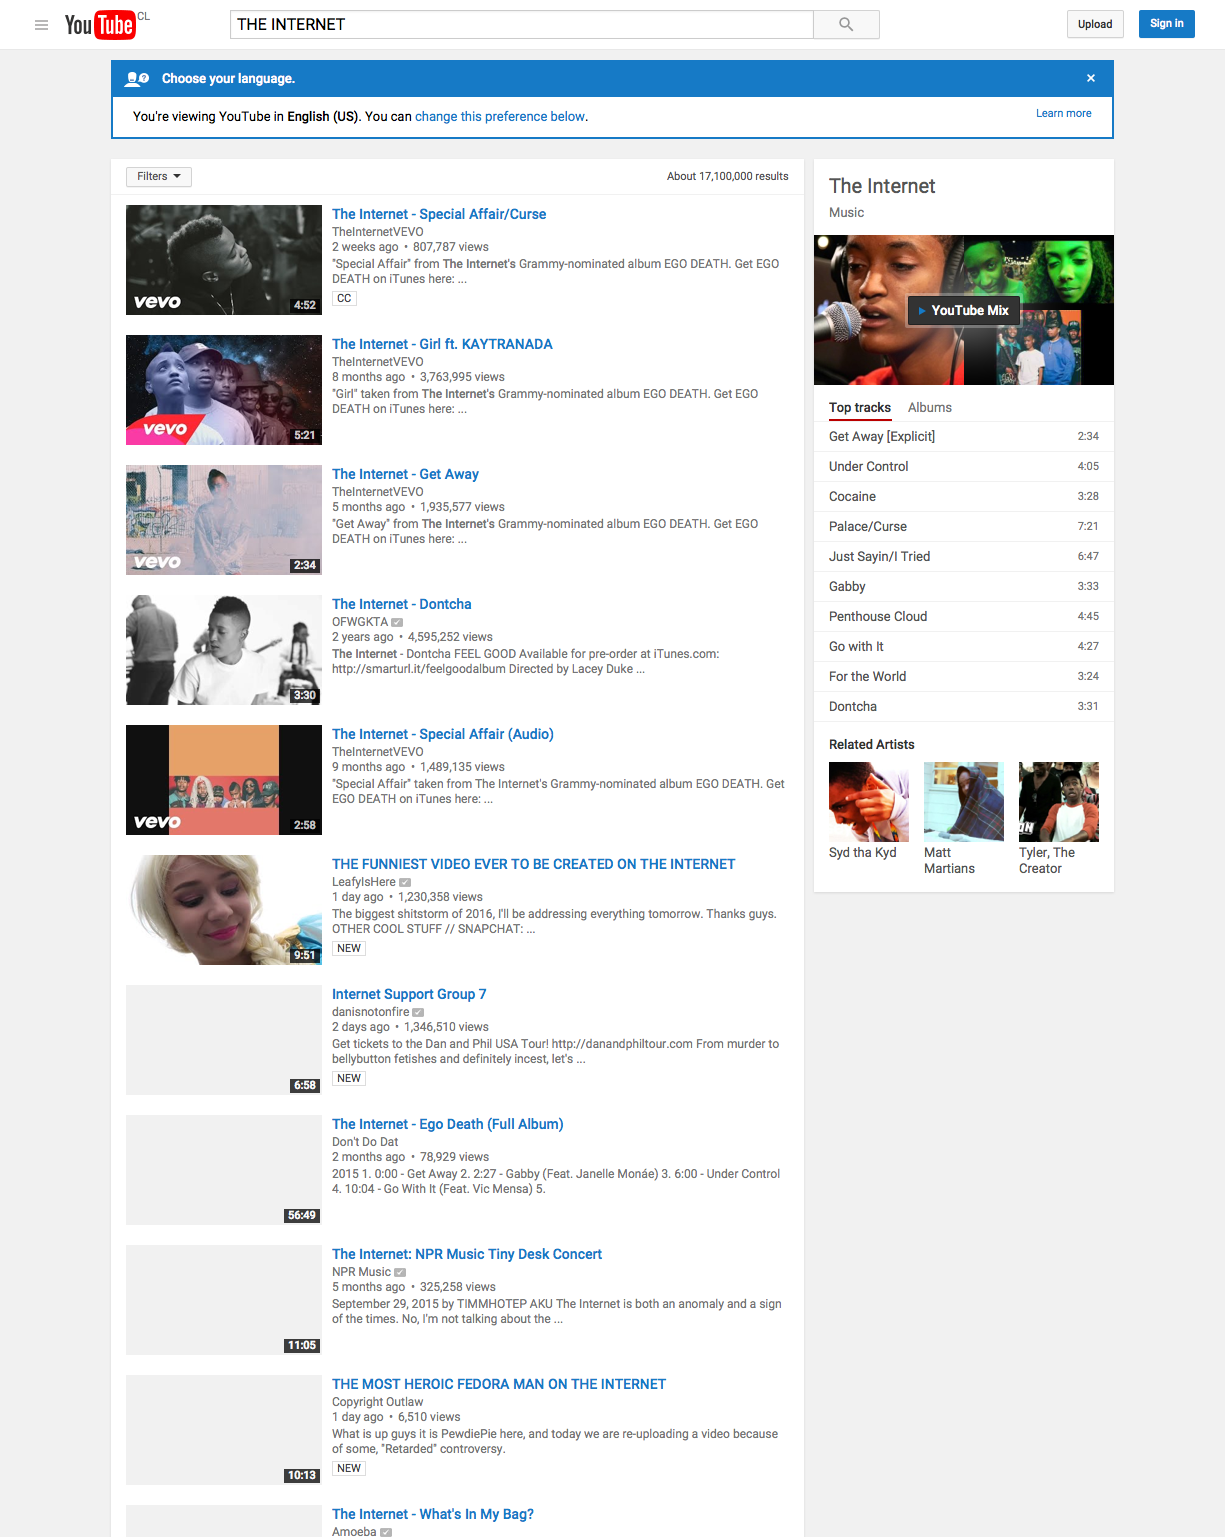 YouTube CL
THE INTERNET
Upload
Sign in
Choose your language.
×
You're viewing YouTube in English (US). You can change this preference below.
Learn more
Filters
About 17,100,000 results
The Internet - Special Affair/Curse
TheInternetVEVO
2 weeks ago • 807,787 views
"Special Affair" from The Internet's Grammy-nominated album EGO DEATH. Get EGO
DEATH on iTunes here: ...
CC
vevo
4:52
The Internet - Girl ft. KAYTRANADA
TheInternetVEVO
8 months ago • 3,763,995 views
"Girl" taken from The Internet's Grammy-nominated album EGO DEATH. Get EGO
DEATH on iTunes here: ...
vevo
5:21
The Internet - Get Away
TheInternetVEVO
5 months ago • 1,935,577 views
"Get Away" from The Internet's Grammy-nominated album EGO DEATH. Get EGO
DEATH on iTunes here: ...
vevo
2:34
The Internet - Dontcha
OFWGKTA
2 years ago • 4,595,252 views
The Internet - Dontcha FEEL GOOD Available for pre-order at iTunes.com:
http://smarturl.it/feelgoodalbum Directed by Lacey Duke ...
3:30
The Internet - Special Affair (Audio)
TheInternetVEVO
9 months ago • 1,489,135 views
"Special Affair" taken from The Internet's Grammy-nominated album EGO DEATH. Get
EGO DEATH on iTunes here: ...
vevo
2:58
THE FUNNIEST VIDEO EVER TO BE CREATED ON THE INTERNET
LeafyIsHere
1 day ago • 1,230,358 views
The biggest shitstorm of 2016, I'll be addressing everything tomorrow. Thanks guys.
OTHER COOL STUFF // SNAPCHAT: ...
NEW
9:51
Internet Support Group 7
danisnotonfire
2 days ago • 1,346,510 views
Get tickets to the Dan and Phil USA Tour! http://danandphiltour.com From murder to
bellybutton fetishes and definitely incest, let's ...
NEW
6:58
The Internet - Ego Death (Full Album)
Don't Do Dat
2 months ago • 78,929 views
2015 1. 0:00 - Get Away 2. 2:27 - Gabby (Feat. Janelle Monáe) 3. 6:00 - Under Control
4. 10:04 - Go With It (Feat. Vic Mensa) 5.
56:49
The Internet: NPR Music Tiny Desk Concert
NPR Music
5 months ago • 325,258 views
September 29, 2015 by TIMMHOTEP AKU The Internet is both an anomaly and a sign
of the times. No, I'm not talking about the ...
11:05
THE MOST HEROIC FEDORA MAN ON THE INTERNET
Copyright Outlaw
1 day ago • 6,510 views
What is up guys it is PewdiePie here, and today we are re-uploading a video because
of some, "Retarded" controversy.
NEW
10:13
The Internet - What's In My Bag?
Amoeba
The Internet
Music
YouTube Mix
Top tracks
Albums
Get Away [Explicit] 2:34
Under Control 4:05
Cocaine 3:28
Palace/Curse 7:21
Just Sayin/I Tried 6:47
Gabby 3:33
Penthouse Cloud 4:45
Go with It 4:27
For the World 3:24
Dontcha 3:31
Related Artists
Syd tha Kyd
Matt
Martians
Tyler, The
Creator